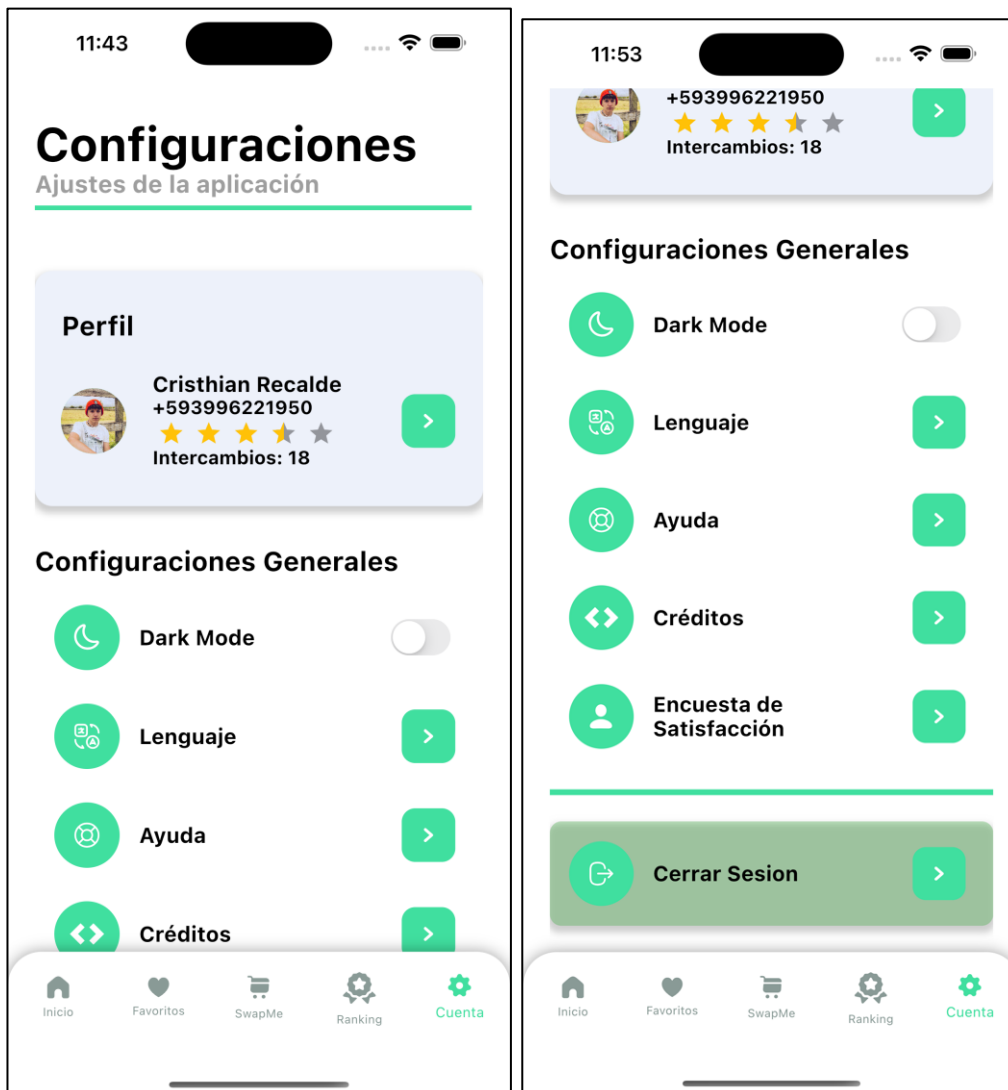 11:43
Configuraciones
Ajustes de la aplicación
Perfil
Cristhian Recalde
+593996221950
Intercambios: 18
Configuraciones Generales
Dark Mode
Lenguaje
Ayuda
Créditos
Inicio
Favoritos
SwapMe
Ranking
Cuenta
11:53
+593996221950
Intercambios: 18
Configuraciones Generales
Dark Mode
Lenguaje
Ayuda
Créditos
Encuesta de
Satisfacción
Cerrar Sesion
Inicio
Favoritos
SwapMe
Ranking
Cuenta